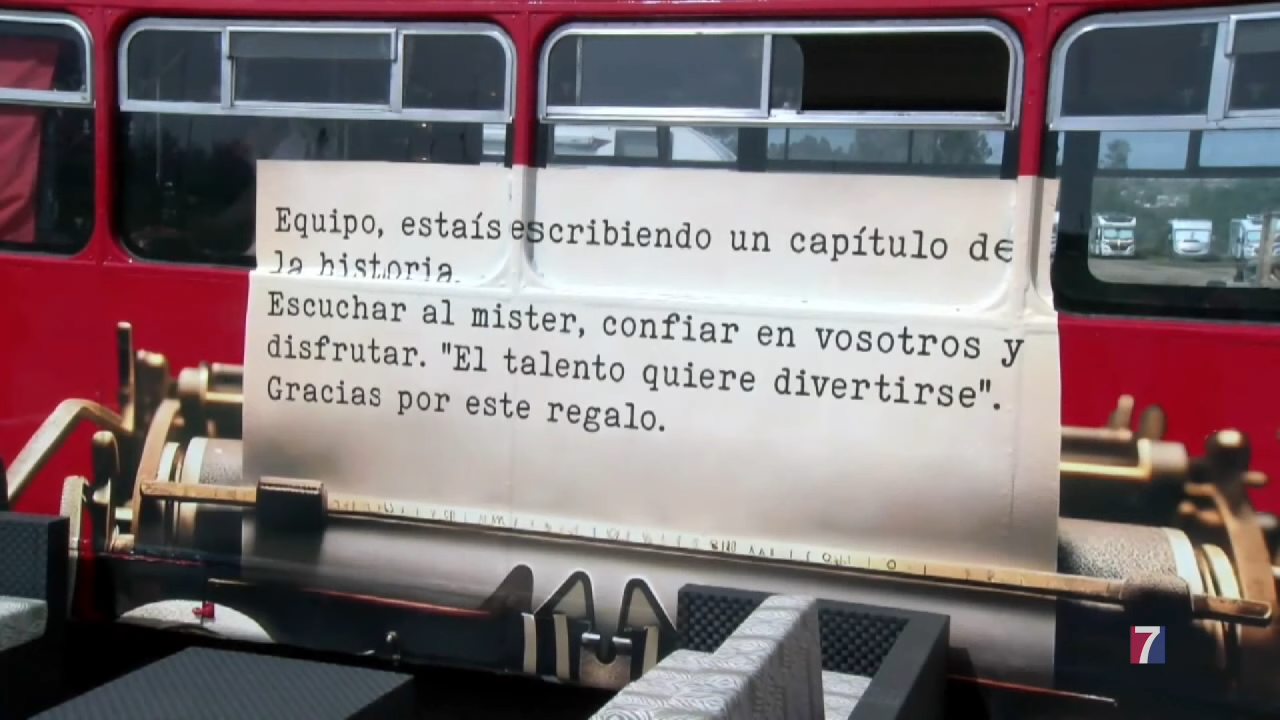 Equipo, estaís escribiendo un capítulo de
la historia.
Escuchar al mister, confiar en vosotros y
disfrutar. "El talento quiere divertirse".
Gracias por este regalo.
7